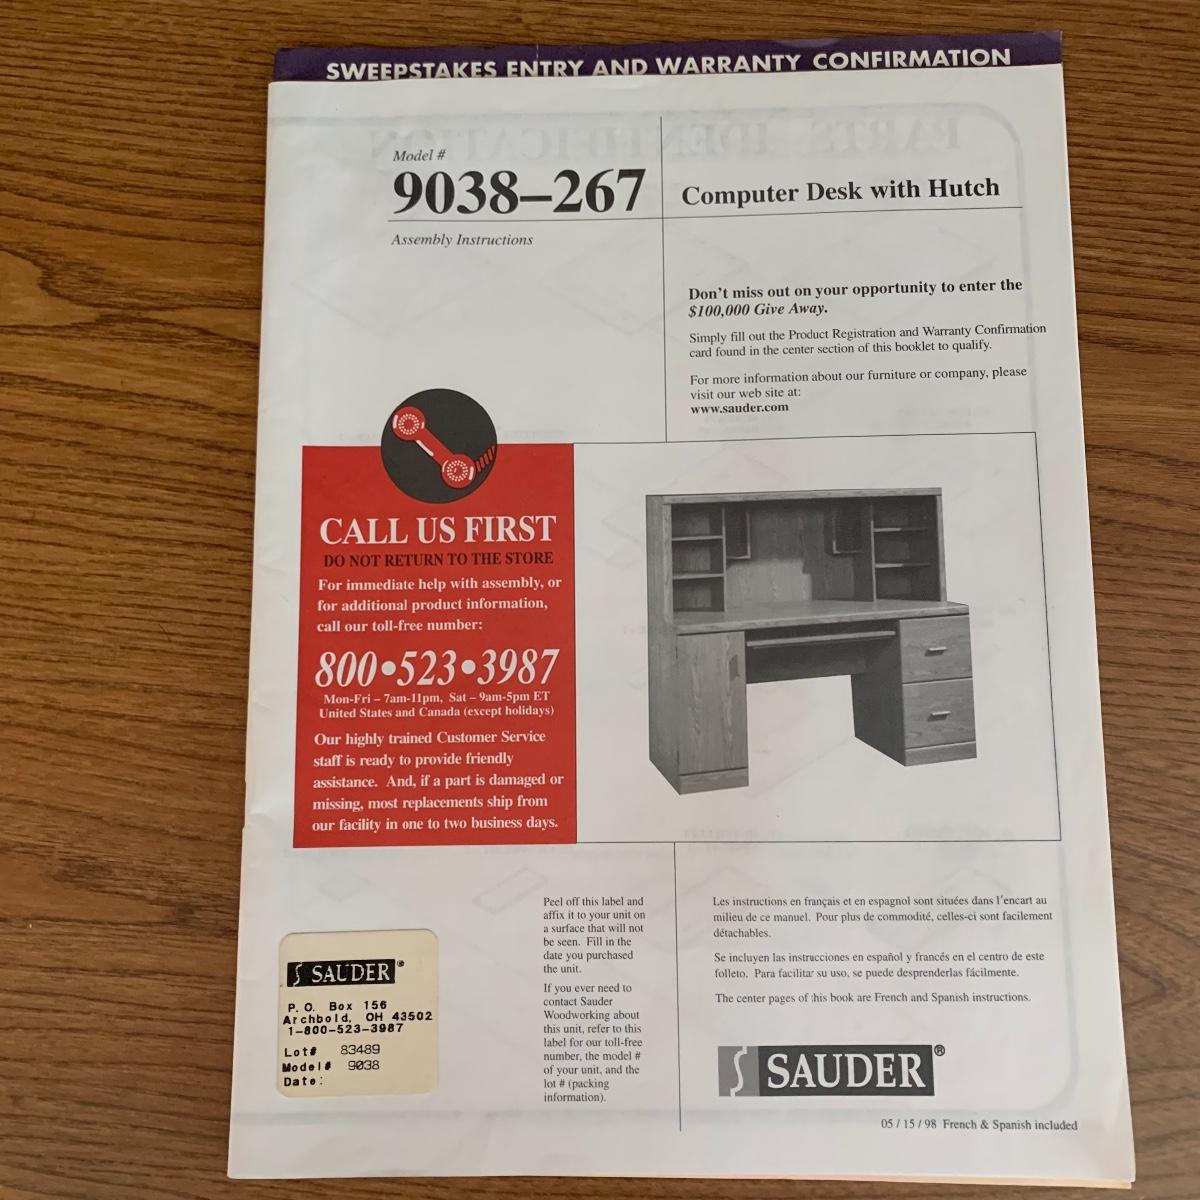 SWEEPSTAKES ENTRY AND WARRANTY CONFIRMATION
PARTS IDENTIFICATION
Model #
9038–267
Computer Desk with Hutch
Assembly Instructions
Don't miss out on your opportunity to enter the
$100,000 Give Away.
Simply fill out the Product Registration and Warranty Confirmation
card found in the center section of this booklet to qualify.
For more information about our furniture or company, please
visit our web site at:
www.sauder.com
CALL US FIRST
DO NOT RETURN TO THE STORE
For immediate help with assembly, or
for additional product information,
call our toll-free number:
800•523•3987
Mon-Fri – 7am-11pm, Sat – 9am-5pm ET
United States and Canada (except holidays)
Our highly trained Customer Service
staff is ready to provide friendly
assistance. And, if a part is damaged or
missing, most replacements ship from
our facility in one to two business days.
SAUDER®
P.O. Box 156
Archbold, OH 43502
1-800-523-3987
Lot# 83489
Model# 9038
Date:
Peel off this label and
affix it to your unit on
a surface that will not
be seen. Fill in the
date you purchased
the unit.
If you ever need to
contact Sauder
Woodworking about
this unit, refer to this
label for our toll-free
number, the model #
of your unit, and the
lot # (packing
information).
Les instructions en français et en espagnol sont situées dans l'encart au
milieu de ce manuel. Pour plus de commodité, celles-ci sont facilement
détachables.
Se incluyen las instrucciones en español y francés en el centro de este
folleto. Para facilitar su uso, se puede desprenderlas fácilmente.
The center pages of this book are French and Spanish instructions.
SAUDER®
05 / 15 / 98 French & Spanish included